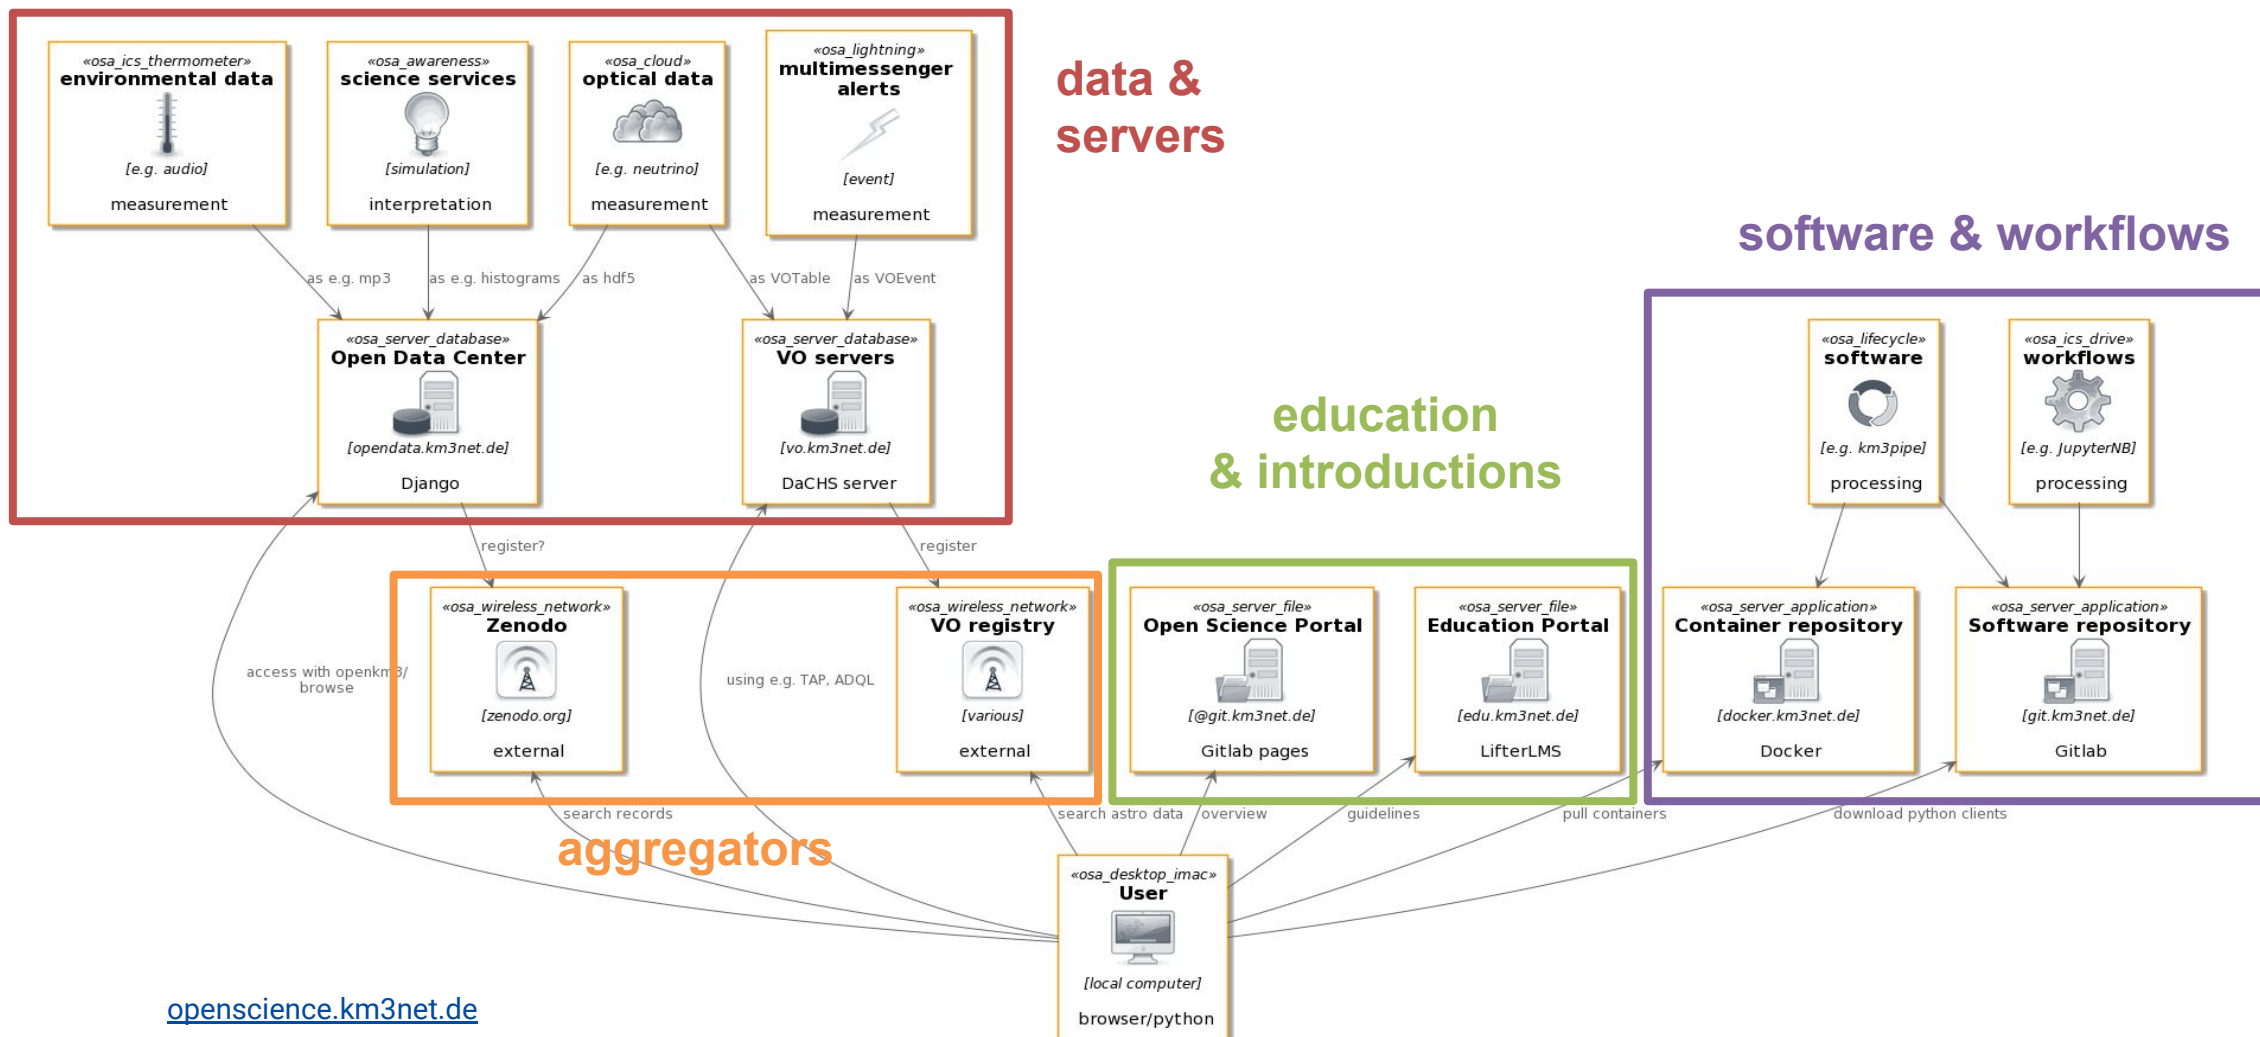 «osa_ics_thermometer»
environmental data
[e.g. audio]
measurement
«osa_awareness»
science services
[simulation]
interpretation
«osa_cloud»
optical data
[e.g. neutrino]
measurement
«osa_lightning»
multimessenger
alerts
[event]
measurement
data &
servers
as e.g. mp3
as e.g. histograms
as hdf5
as VOTable
as VOEvent
«osa_server_database»
Open Data Center
[opendata.km3net.de]
Django
«osa_server_database»
VO servers
[vo.km3net.de]
DaCHS server
software & workflows
«osa_lifecycle»
software
[e.g. km3pipe]
processing
«osa_ics_drive»
workflows
[e.g. JupyterNB]
processing
education
& introductions
register?
register
«osa_wireless_network»
Zenodo
[zenodo.org]
external
«osa_wireless_network»
VO registry
[various]
external
«osa_server_file»
Open Science Portal
[@git.km3net.de]
Gitlab pages
«osa_server_file»
Education Portal
[edu.km3net.de]
LifterLMS
«osa_server_application»
Container repository
[docker.km3net.de]
Docker
«osa_server_application»
Software repository
[git.km3net.de]
Gitlab
access with openkm3/
browse
using e.g. TAP, ADQL
search records
search astro data
overview
guidelines
pull containers
download python clients
aggregators
«osa_desktop_imac»
User
[local computer]
browser/python
openscience.km3net.de